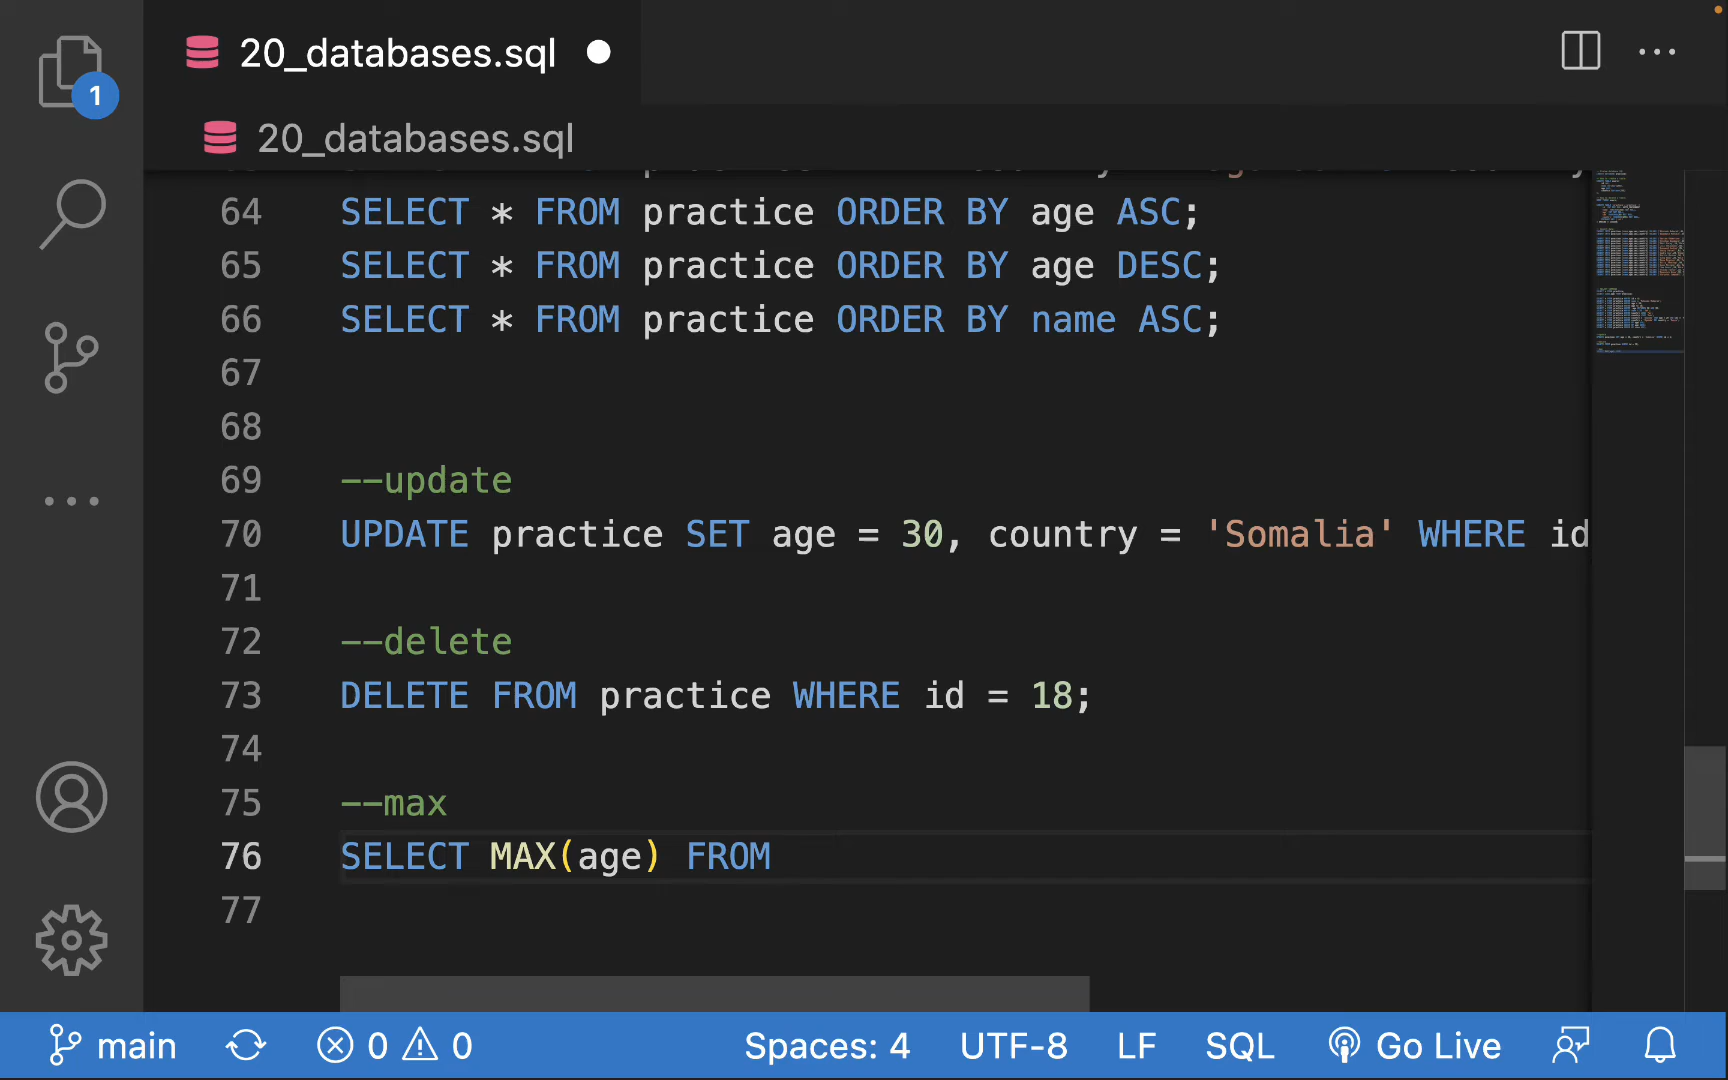 20_databases.sql
20_databases.sql
1
64 SELECT * FROM practice ORDER BY age ASC;
65 SELECT * FROM practice ORDER BY age DESC;
66 SELECT * FROM practice ORDER BY name ASC;
67
68
69 --update
70 UPDATE practice SET age = 30, country = 'Somalia' WHERE id
71
72 --delete
73 DELETE FROM practice WHERE id = 18;
74
75 --max
76 SELECT MAX(age) FROM
77
main 0 0 Spaces: 4 UTF-8 LF SQL Go Live